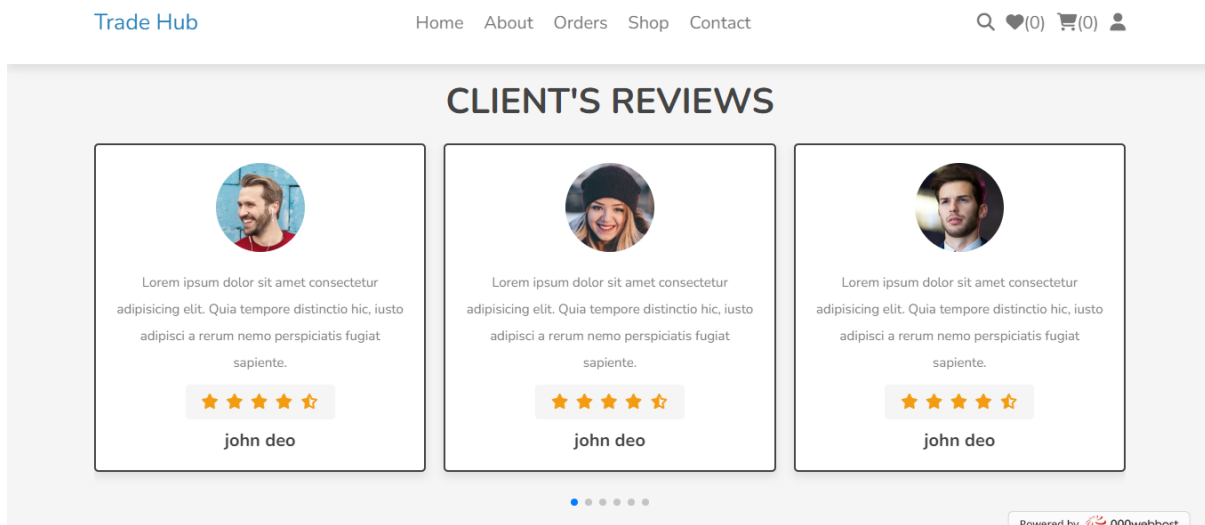 Trade Hub Home About Orders Shop Contact (0) (0)
CLIENT'S REVIEWS
Lorem ipsum dolor sit amet consectetur
adipisicing elit. Quia tempore distinctio hic, iusto
adipisci a rerum nemo perspiciatis fugiat
sapiente.
john deo
Lorem ipsum dolor sit amet consectetur
adipisicing elit. Quia tempore distinctio hic, iusto
adipisci a rerum nemo perspiciatis fugiat
sapiente.
john deo
Lorem ipsum dolor sit amet consectetur
adipisicing elit. Quia tempore distinctio hic, iusto
adipisci a rerum nemo perspiciatis fugiat
sapiente.
john deo
Powered by 000webhost